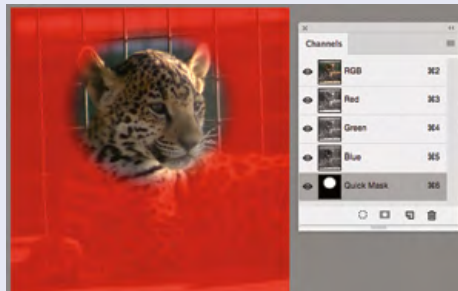 Channels
RGB ⌘2
Red ⌘3
Green ⌘4
Blue ⌘5
Quick Mask ⌘6